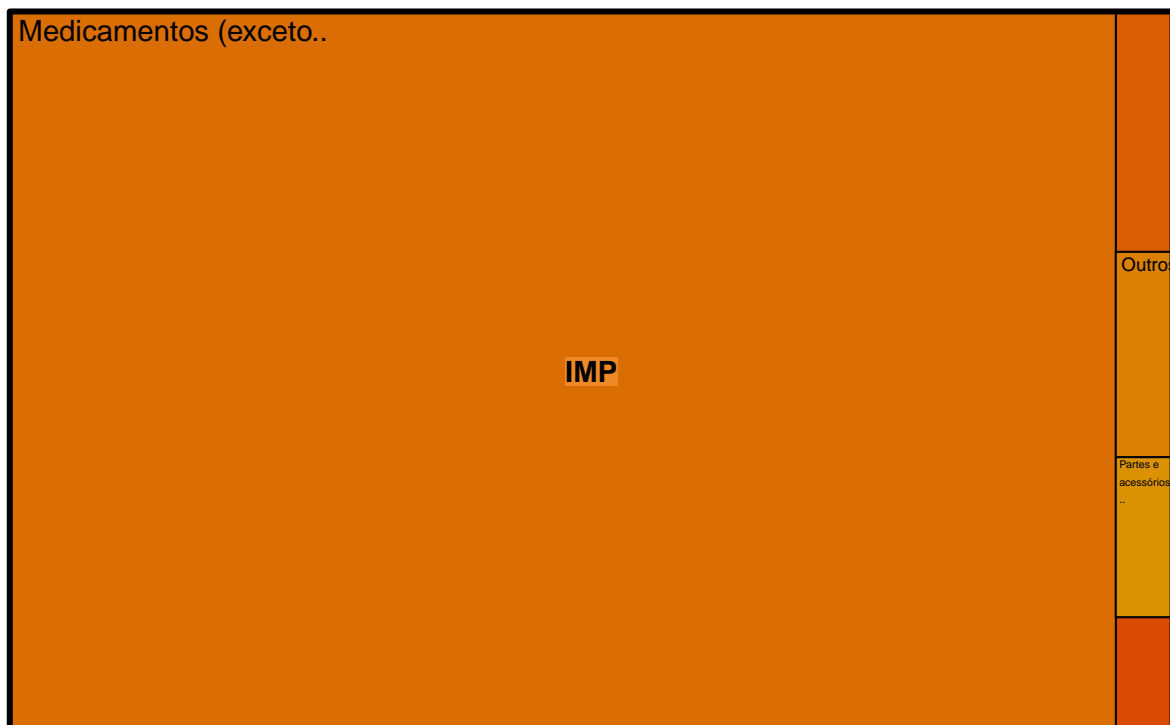 Medicamentos (exceto..
Outros
IMP
Partes e
acessórios
..